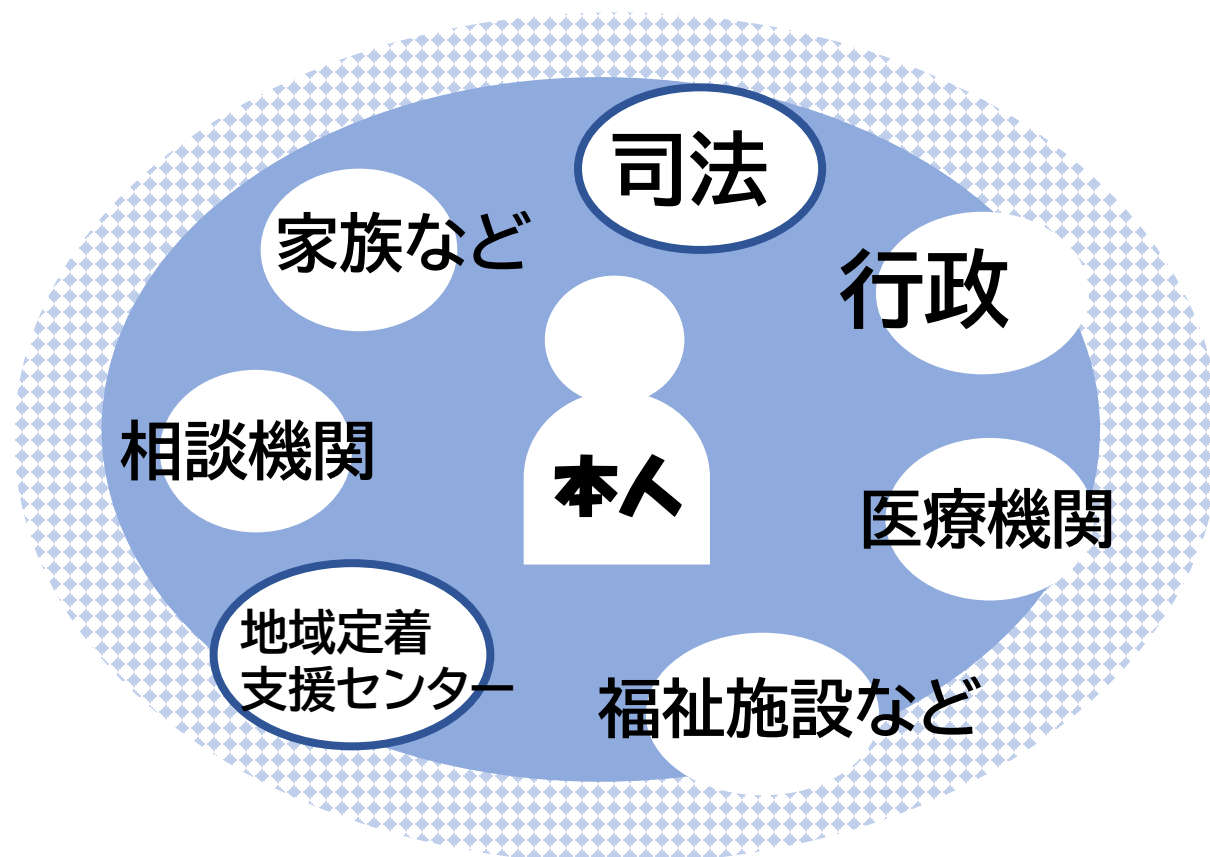 司法
家族など
行政
相談機関
本人
医療機関
地域定着
支援センター
福祉施設など